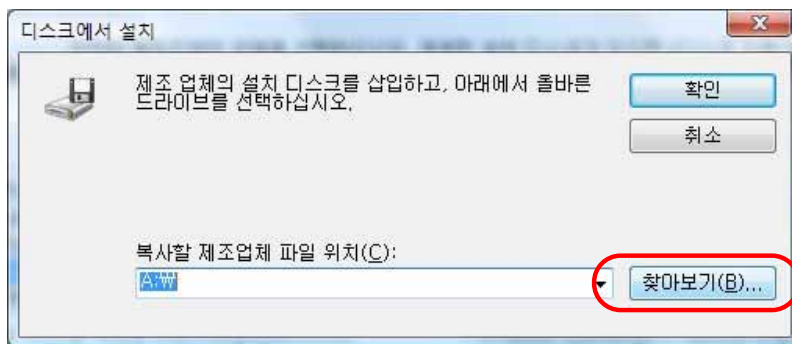 디스크에서 설치
제조 업체의 설치 디스크를 삽입하고, 아래에서 올바른
드라이브를 선택하십시오.
확인
취소
복사할 제조업체 파일 위치(C):
A:₩
찾아보기(B)...